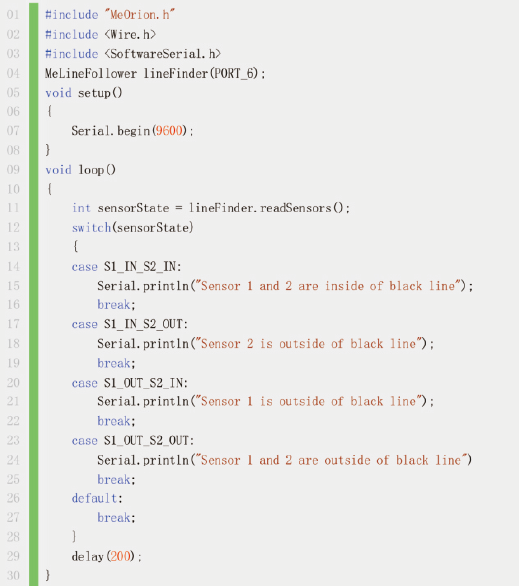 01 #include "MeOrion.h"
02 #include <Wire.h>
03 #include <SoftwareSerial.h>
04 MeLineFollower lineFinder(PORT_6);
05 void setup()
06 {
07 Serial.begin(9600);
08 }
09 void loop()
10 {
11 int sensorState = lineFinder.readSensors();
12 switch(sensorState)
13 {
14 case S1_IN_S2_IN:
15 Serial.println("Sensor 1 and 2 are inside of black line");
16 break;
17 case S1_IN_S2_OUT:
18 Serial.println("Sensor 2 is outside of black line");
19 break;
20 case S1_OUT_S2_IN:
21 Serial.println("Sensor 1 is outside of black line");
22 break;
23 case S1_OUT_S2_OUT:
24 Serial.println("Sensor 1 and 2 are outside of black line")
25 break;
26 default:
27 break;
28 }
29 delay(200);
30 }